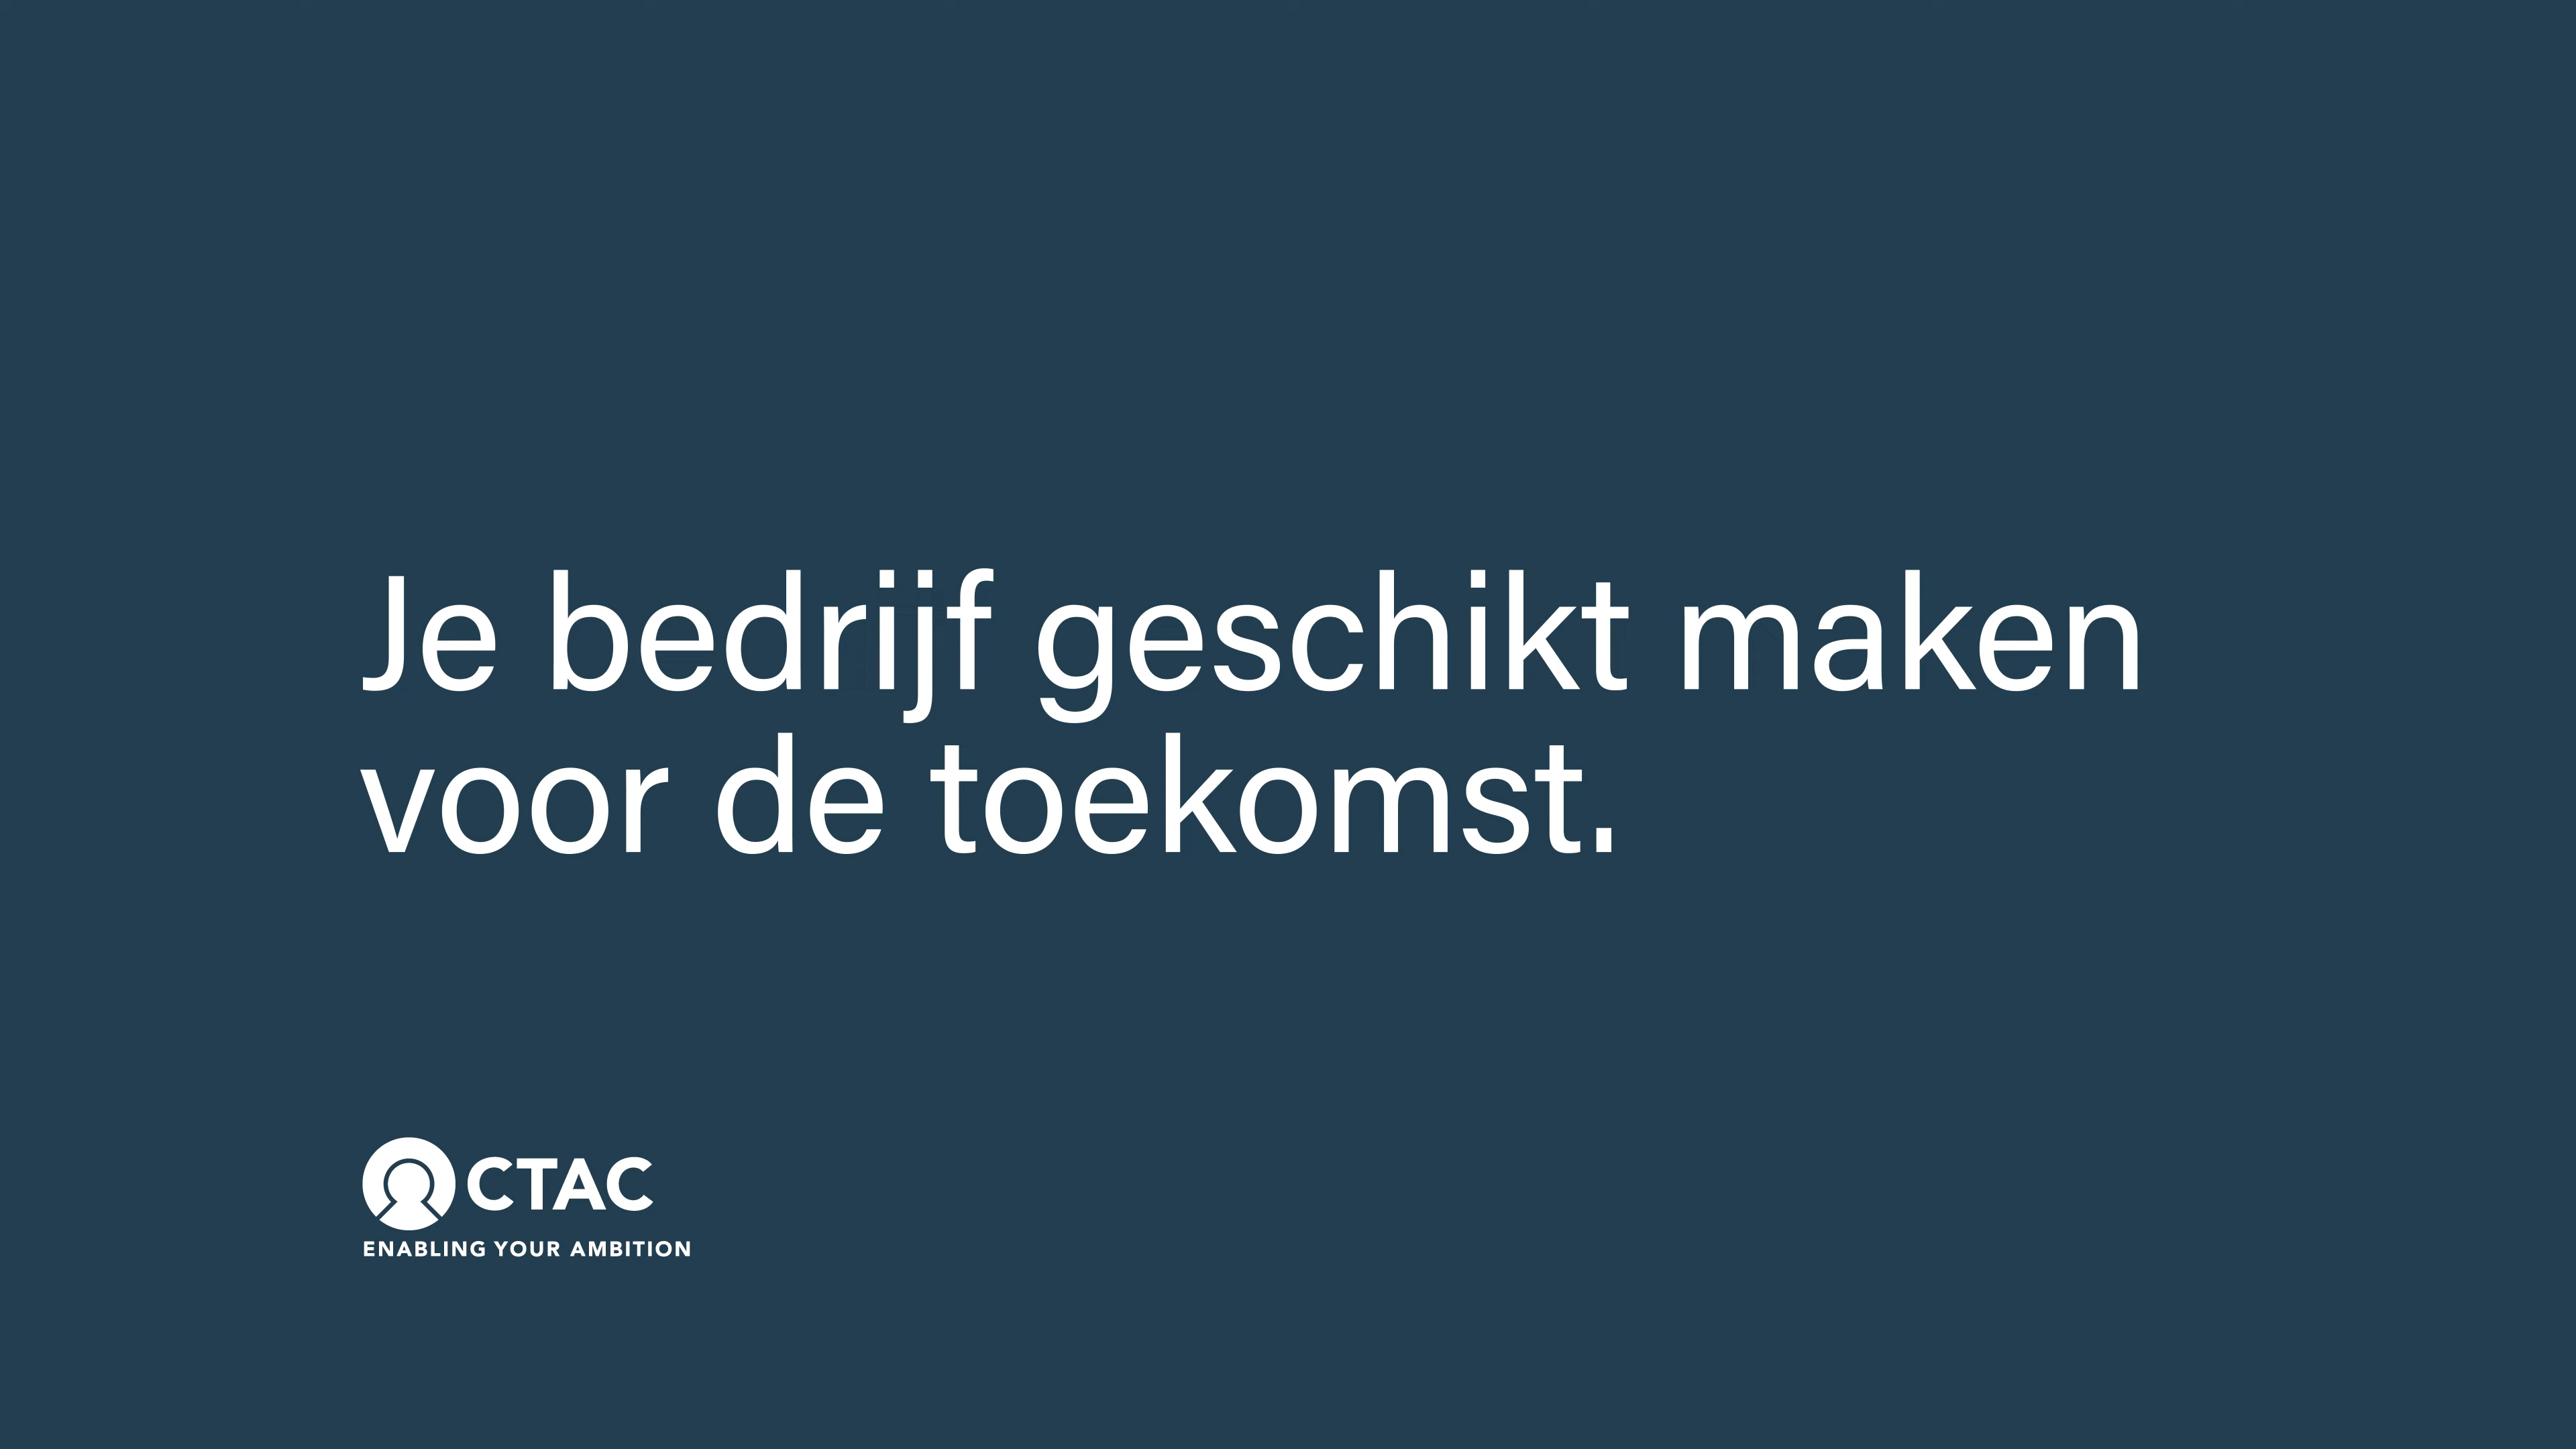 Je bedrijf geschikt maken
voor de toekomst.
CTAC
ENABLING YOUR AMBITION